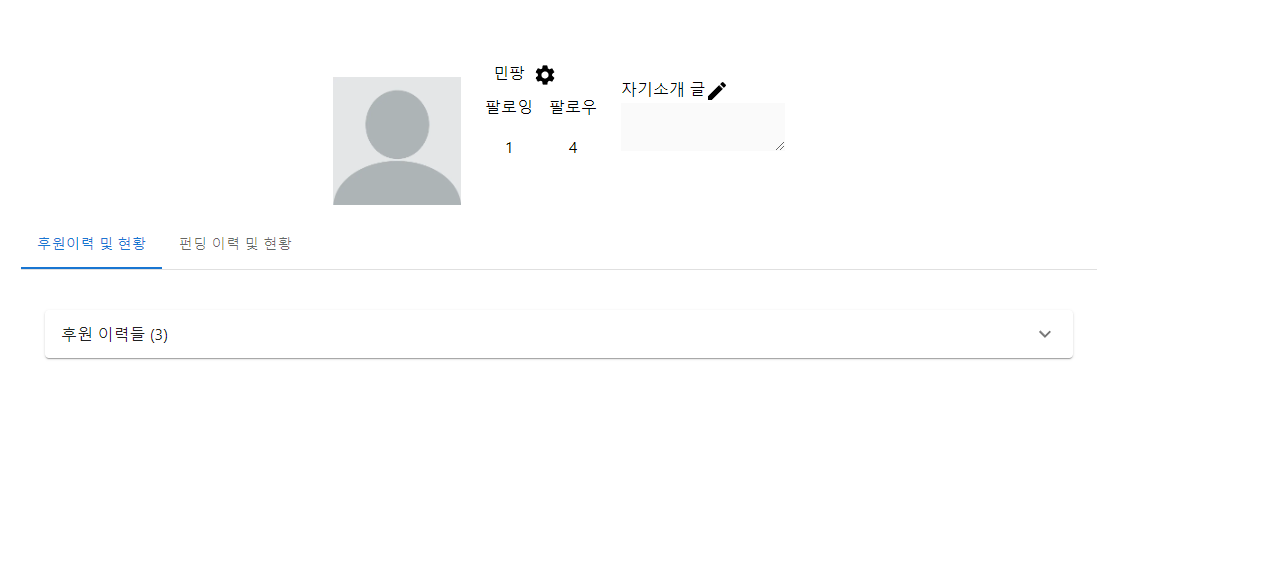 민팡
팔로잉 팔로우
1 4
자기소개 글
후원이력 및 현황 펀딩 이력 및 현황
후원 이력들 (3)